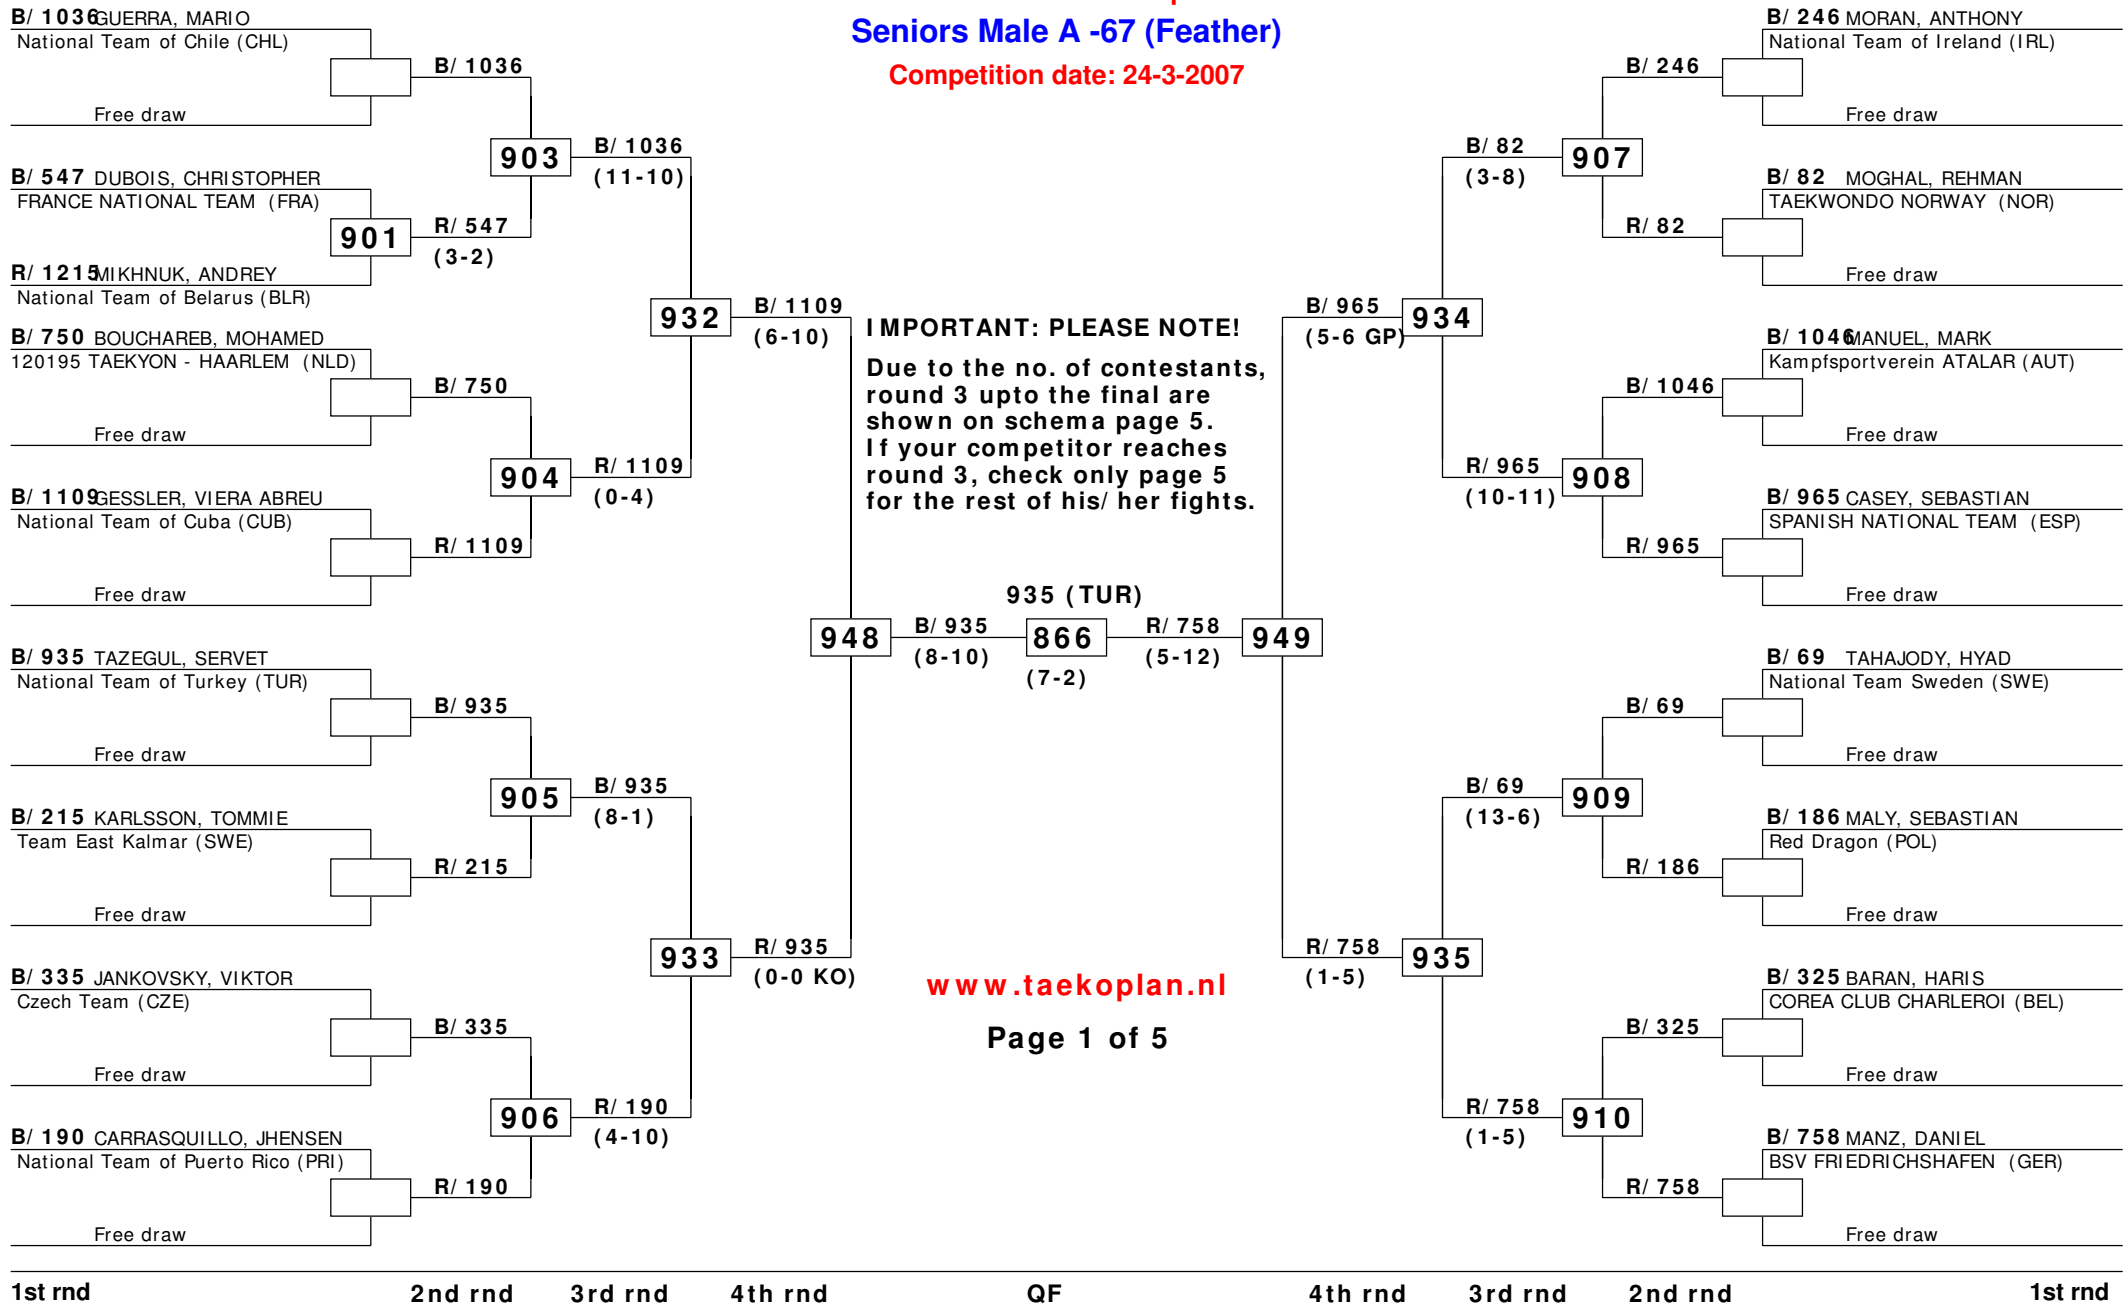 Seniors Male A -67 (Feather)
Competition date: 24-3-2007
B/ 1036 GUERRA, MARIO
National Team of Chile (CHL)
Free draw
B/ 547 DUBOIS, CHRISTOPHER
FRANCE NATIONAL TEAM (FRA)
R/ 1215 MIKHNUK, ANDREY
National Team of Belarus (BLR)
B/ 750 BOUCHAREB, MOHAMED
120195 TAEKYON - HAARLEM (NLD)
Free draw
B/ 1109 GESSLER, VIERA ABREU
National Team of Cuba (CUB)
Free draw
B/ 935 TAZEGUL, SERVET
National Team of Turkey (TUR)
Free draw
B/ 215 KARLSSON, TOMMIE
Team East Kalmar (SWE)
Free draw
B/ 335 JANKOVSKY, VIKTOR
Czech Team (CZE)
Free draw
B/ 190 CARRASQUILLO, JHENSEN
National Team of Puerto Rico (PRI)
Free draw
B/ 1036
901
R/ 547
(3-2)
B/ 750
R/ 1109
B/ 935
R/ 215
B/ 335
R/ 190
903
B/ 1036
(11-10)
904
R/ 1109
(0-4)
905
B/ 935
(8-1)
906
R/ 190
(4-10)
932
B/ 1109
(6-10)
933
R/ 935
(0-0 KO)
IMPORTANT: PLEASE NOTE!
Due to the no. of contestants,
round 3 upto the final are
shown on schema page 5.
If your competitor reaches
round 3, check only page 5
for the rest of his/ her fights.
935 (TUR)
948
B/ 935
(8-10)
866
(7-2)
R/ 758
(5-12)
949
www.taekoplan.nl
Page 1 of 5
B/ 965
(5-6 GP)
934
R/ 758
(1-5)
935
B/ 82
(3-8)
907
R/ 965
(10-11)
908
B/ 69
(13-6)
909
R/ 758
(1-5)
910
B/ 246
R/ 82
B/ 1046
R/ 965
B/ 69
R/ 186
B/ 325
R/ 758
B/ 246 MORAN, ANTHONY
National Team of Ireland (IRL)
Free draw
B/ 82 MOGHAL, REHMAN
TAEKWONDO NORWAY (NOR)
Free draw
B/ 1046 MANUEL, MARK
Kampfsportverein ATALAR (AUT)
Free draw
B/ 965 CASEY, SEBASTIAN
SPANISH NATIONAL TEAM (ESP)
Free draw
B/ 69 TAHAJODY, HYAD
National Team Sweden (SWE)
Free draw
B/ 186 MALY, SEBASTIAN
Red Dragon (POL)
Free draw
B/ 325 BARAN, HARIS
COREA CLUB CHARLEROI (BEL)
Free draw
B/ 758 MANZ, DANIEL
BSV FRIEDRICHSHAFEN (GER)
Free draw
1st rnd 2nd rnd 3rd rnd 4th rnd QF 4th rnd 3rd rnd 2nd rnd 1st rnd